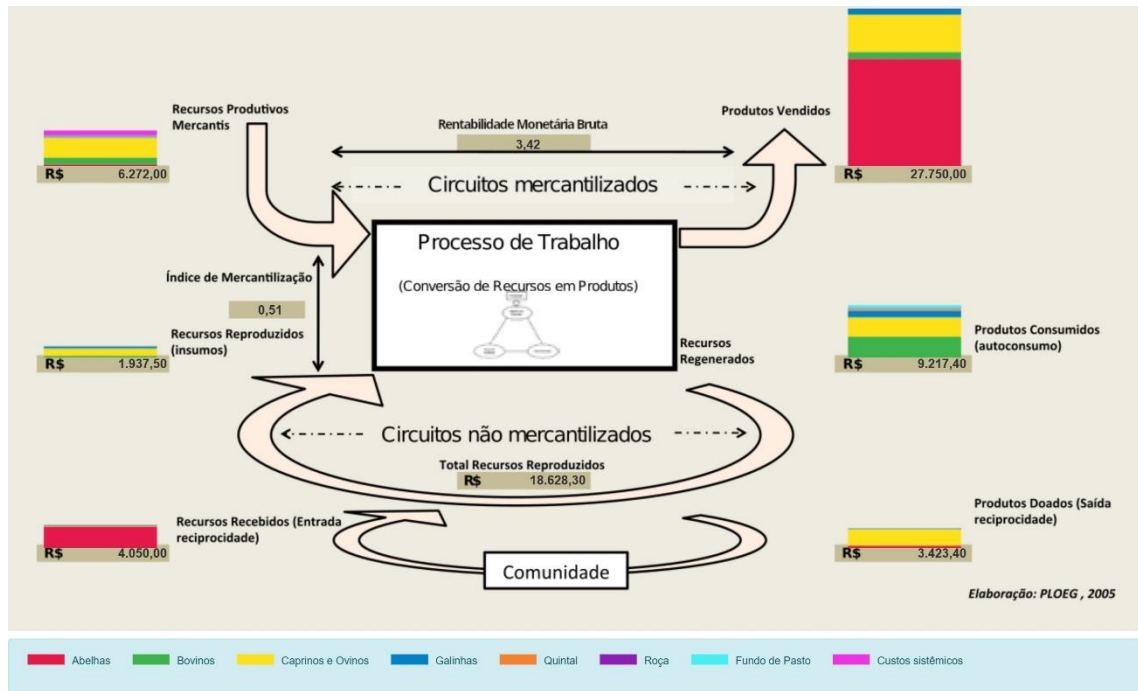 Recursos Produtivos
Mercantis
R$ 6.272,00
Rentabilidade Monetária Bruta
3,42
Produtos Vendidos
R$ 27.750,00
Circuitos mercantilizados
Processo de Trabalho
(Conversão de Recursos em Produtos)
Índice de Mercantilização
0,51
Recursos Reproduzidos
(insumos)
R$ 1.937,50
Recursos
Regenerados
Produtos Consumidos
(autoconsumo)
R$ 9.217,40
Circuitos não mercantilizados
Total Recursos Reproduzidos
R$ 18.628,30
Recursos Recebidos (Entrada
reciprocidade)
R$ 4.050,00
Produtos Doados (Saída
reciprocidade)
R$ 3.423,40
Comunidade
Elaboração: PLOEG , 2005
Abelhas Bovinos Caprinos e Ovinos Galinhas Quintal Roça Fundo de Pasto Custos sistêmicos